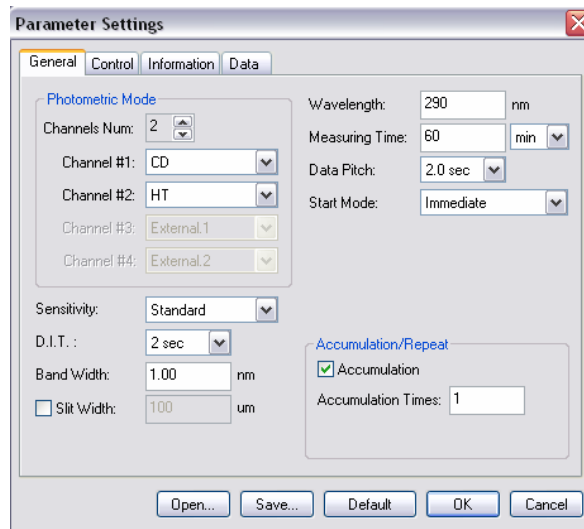 Parameter Settings
General Control Information Data
Photometric Mode
Channels Num: 2
Channel #1: CD
Channel #2: HT
Channel #3: External.1
Channel #4: External.2
Wavelength: 290 nm
Measuring Time: 60 min
Data Pitch: 2.0 sec
Start Mode: Immediate
Sensitivity: Standard
D.I.T. : 2 sec
Band Width: 1.00 nm
Slit Width: 100 um
Accumulation/Repeat
Accumulation
Accumulation Times: 1
Open... Save... Default OK Cancel